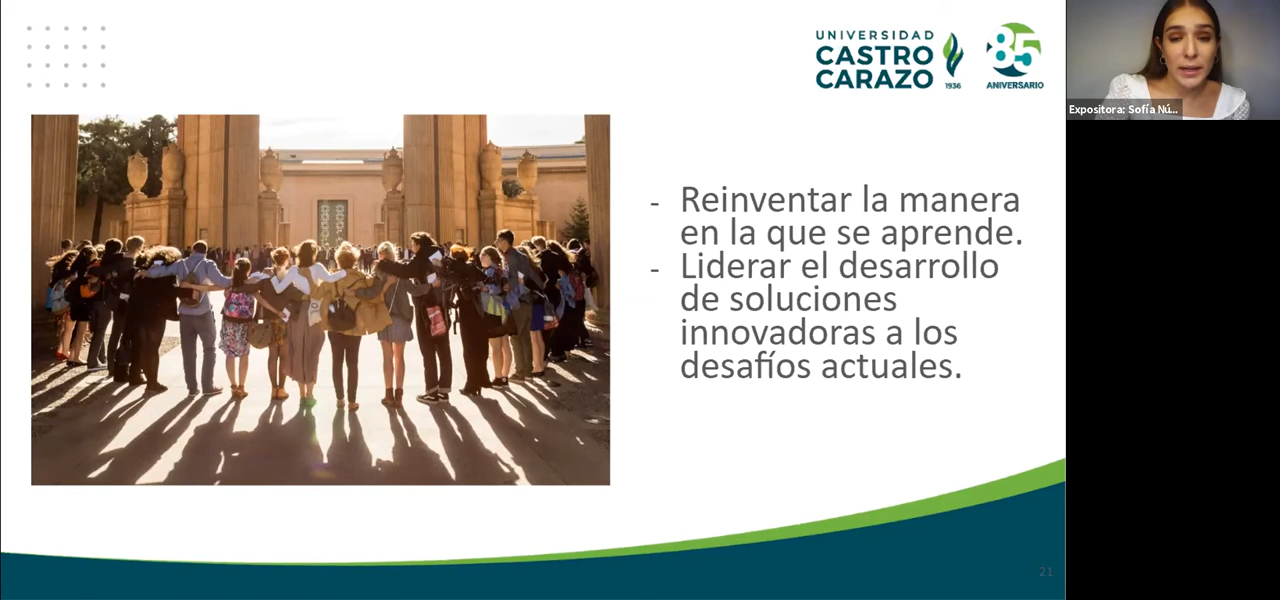 UNIVERSIDAD
CASTRO
CARAZO
1936
85
ANIVERSARIO
Expositora: Sofía Nú...
- Reinventar la manera
en la que se aprende.
- Liderar el desarrollo
de soluciones
innovadoras a los
desafíos actuales.
21